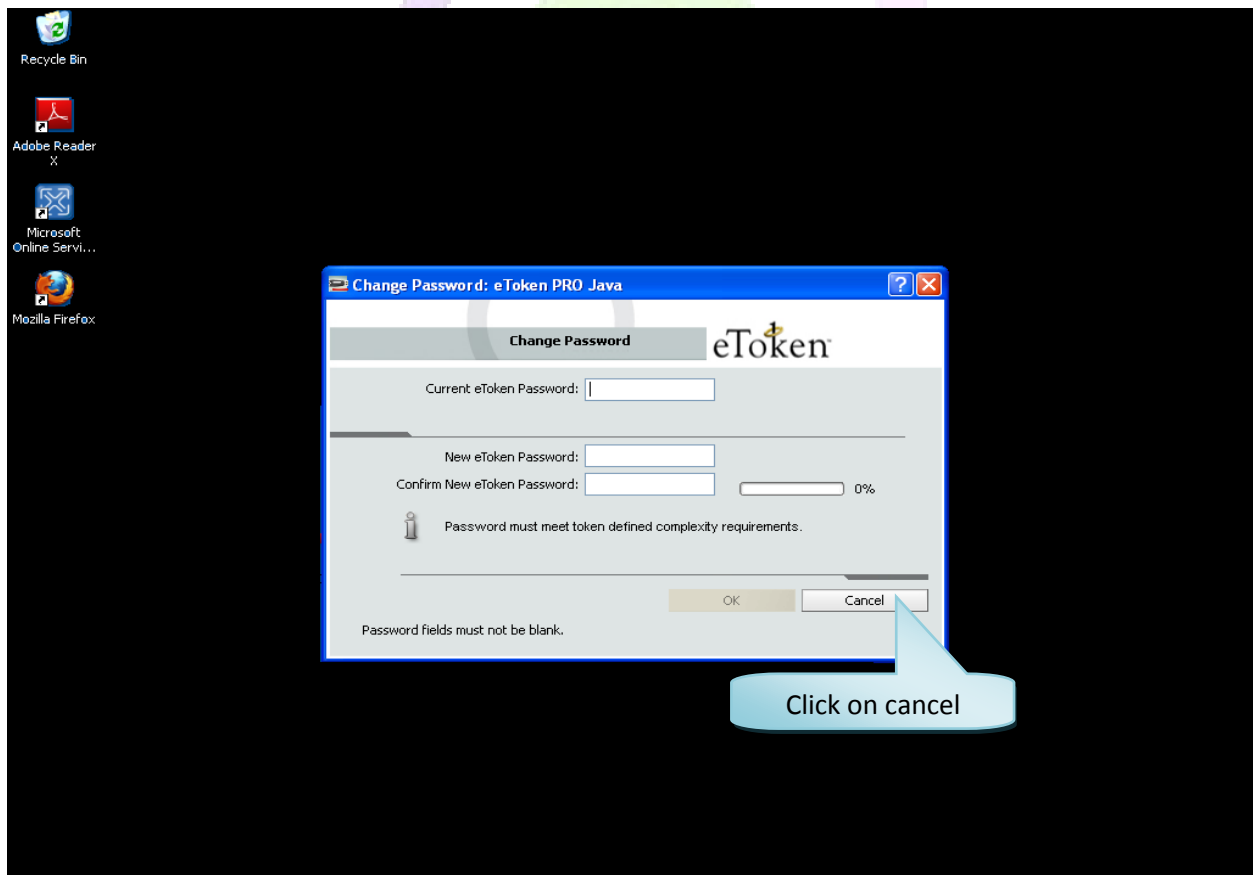 Recycle Bin
Adobe Reader
X
Microsoft
Online Servi...
Mozilla Firefox
Change Password: eToken PRO Java
Change Password
eToken
Current eToken Password:
New eToken Password:
Confirm New eToken Password:
0%
Password must meet token defined complexity requirements.
OK
Cancel
Password fields must not be blank.
Click on cancel